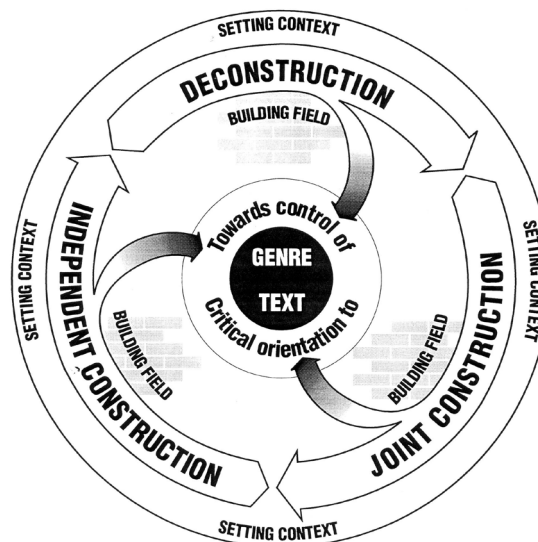 SETTING CONTEXT
DECONSTRUCTION
BUILDING FIELD
Towards control of
GENRE
TEXT
Critical orientation to
INDEPENDENT CONSTRUCTION
BUILDING FIELD
SETTING CONTEXT
JOINT CONSTRUCTION
BUILDING FIELD
SETTING CONTEXT
SETTING CONTEXT